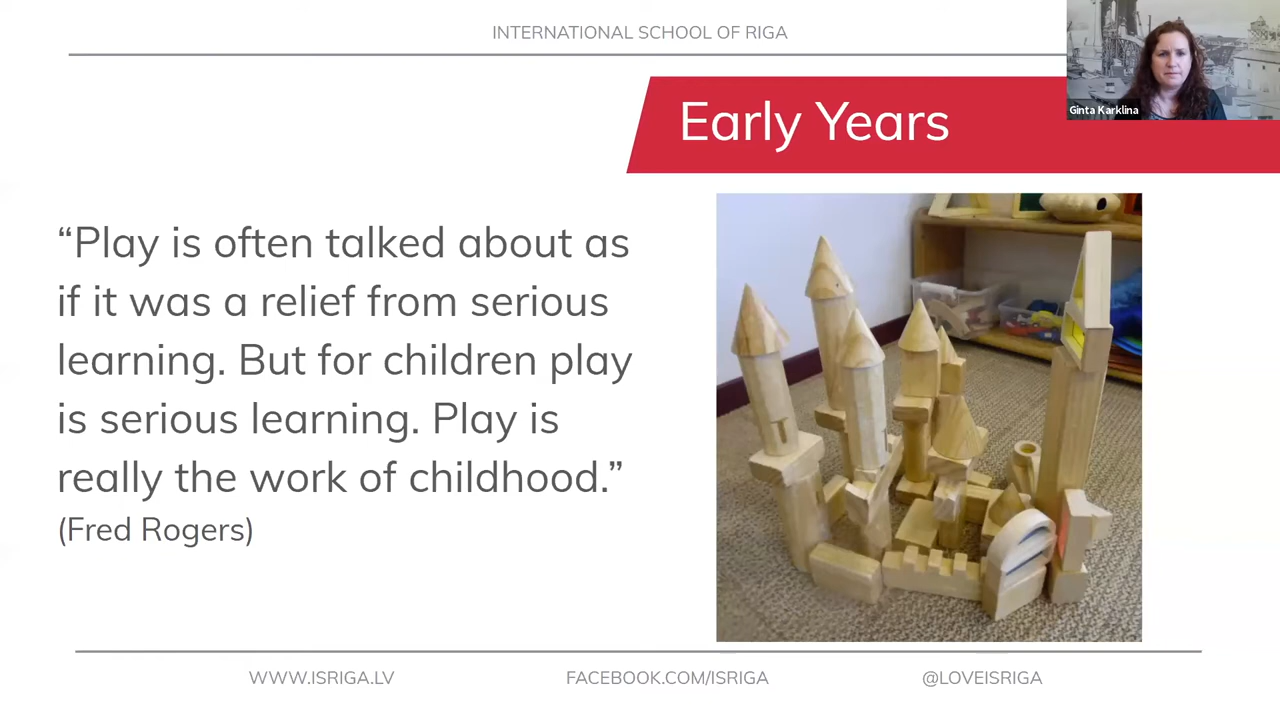 INTERNATIONAL SCHOOL OF RIGA
Ginta Karklina
Early Years
“Play is often talked about as
if it was a relief from serious
learning. But for children play
is serious learning. Play is
really the work of childhood.”
(Fred Rogers)
WWW.ISRIGA.LV
FACEBOOK.COM/ISRIGA
@LOVEISRIGA